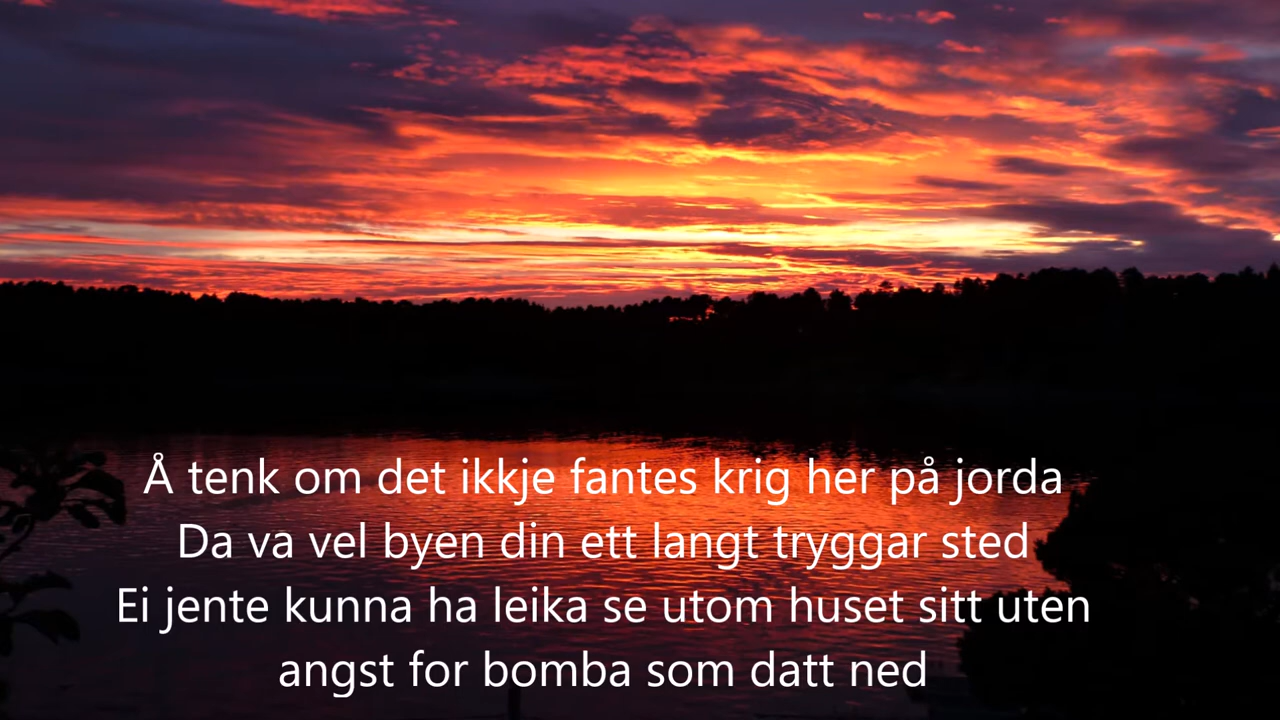 Å tenk om det ikkje fantes krig her på jorda
Da va vel byen din ett langt tryggar sted
Ei jente kunna ha leika se utom huset sitt uten
angst for bomba som datt ned